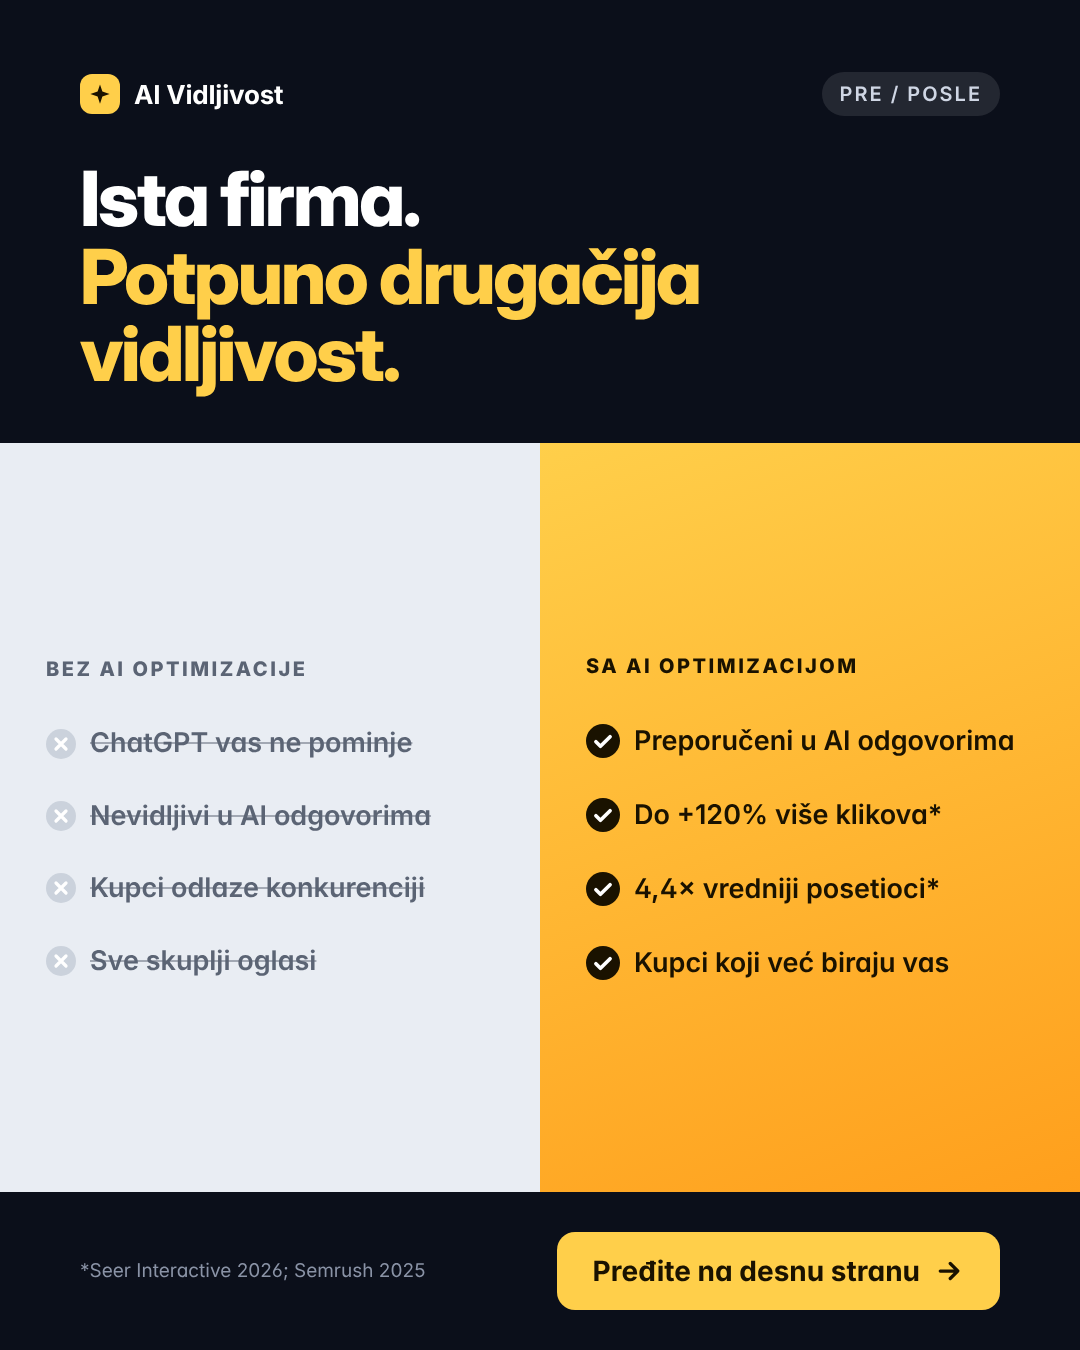 AI Vidljivost
PRE / POSLE
Ista firma.
Potpuno drugačija
vidljivost.
BEZ AI OPTIMIZACIJE
ChatGPT vas ne pominje
Nevidljivi u AI odgovorima
Kupci odlaze konkurenciji
Sve skuplji oglasi
SA AI OPTIMIZACIJOM
Preporučeni u AI odgovorima
Do +120% više klikova*
4,4× vredniji posetioci*
Kupci koji već biraju vas
*Seer Interactive 2026; Semrush 2025
Pređite na desnu stranu →